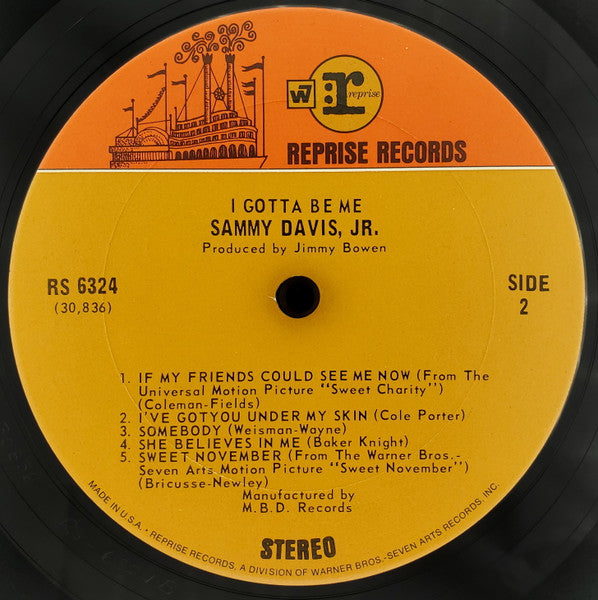 W7 r reprise
REPRISE RECORDS
I GOTTA BE ME
SAMMY DAVIS, JR.
Produced by Jimmy Bowen
RS 6324
(30,836)
SIDE
2
1. IF MY FRIENDS COULD SEE ME NOW (From The
Universal Motion Picture "Sweet Charity")
(Coleman-Fields)
2. I'VE GOT YOU UNDER MY SKIN (Cole Porter)
3. SOMEBODY (Weisman-Wayne)
4. SHE BELIEVES IN ME (Baker Knight)
5. SWEET NOVEMBER (From The Warner Bros.-
Seven Arts Motion Picture "Sweet November")
(Bricusse-Newley)
Manufactured by
M.B.D. Records
STEREO
MADE IN U.S.A. • REPRISE RECORDS, A DIVISION OF WARNER BROS.-SEVEN ARTS RECORDS, INC.